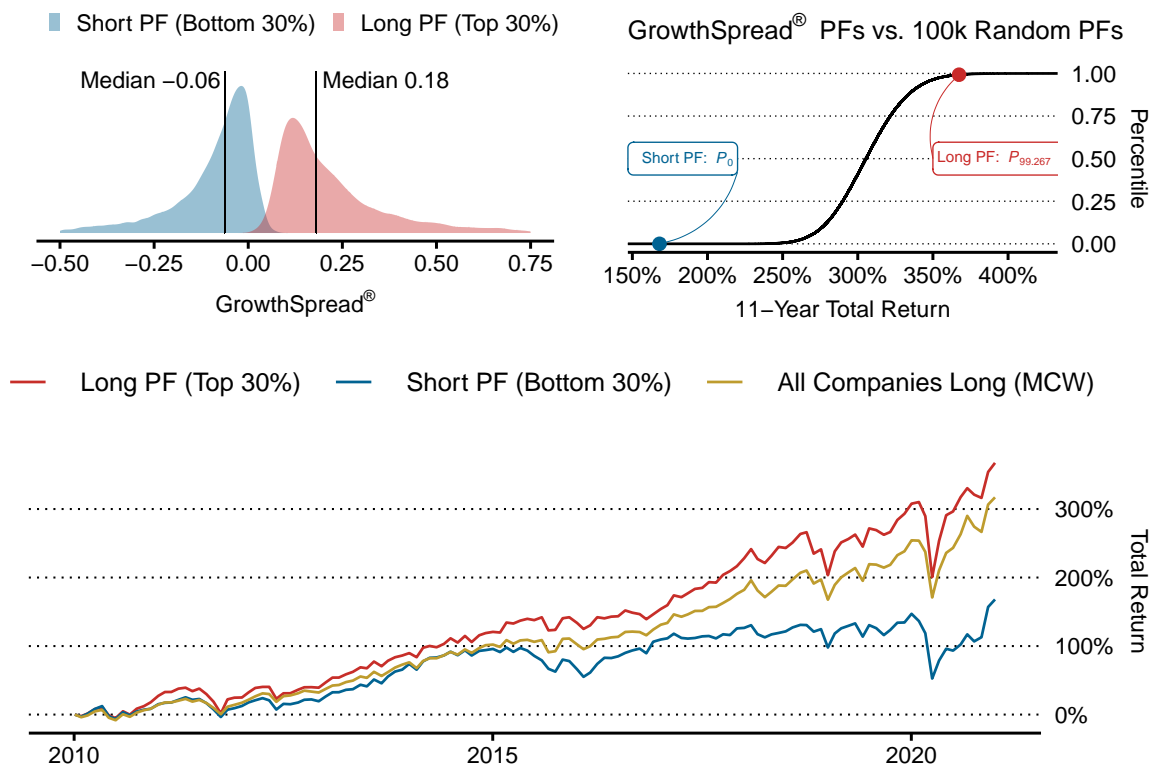 Short PF (Bottom 30%) Long PF (Top 30%)
Median −0.06 Median 0.18
−0.50 −0.25 0.00 0.25 0.50 0.75
GrowthSpread®
GrowthSpread® PFs vs. 100k Random PFs
1.00
0.75
0.50
0.25
0.00
Percentile
Short PF: P0
Long PF: P99.267
150% 200% 250% 300% 350% 400%
11−Year Total Return
Long PF (Top 30%) Short PF (Bottom 30%) All Companies Long (MCW)
300%
200%
100%
0%
Total Return
2010 2015 2020